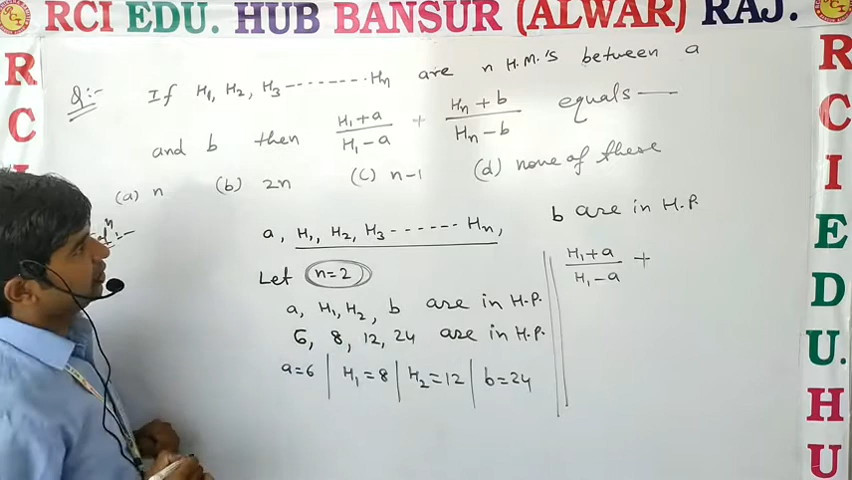 RCI EDU. HUB BANSUR (ALWAR) RAJ.
R
C
I
R
C
I
E
D
U.
H
U
Q:- If H₁, H₂, H₃ -------- Hₙ are n H.M.'s between a
and b then (H₁+a)/(H₁-a) + (Hₙ+b)/(Hₙ-b) equals ——
(a) n (b) 2n (c) n-1 (d) none of these
a, H₁, H₂, H₃ ------ Hₙ, b are in H.P.
Let n=2
a, H₁, H₂, b are in H.P.
6, 8, 12, 24 are in H.P.
a=6 | H₁=8 | H₂=12 | b=24
(H₁+a)/(H₁-a) +